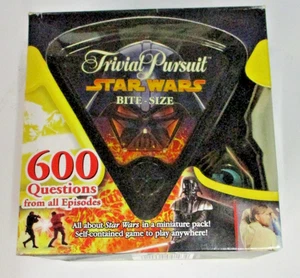 Trivial Pursuit
STAR WARS
BITE-SIZE
600
Questions
from all Episodes
All about Star Wars in a miniature pack!
Self-contained game to play anywhere!